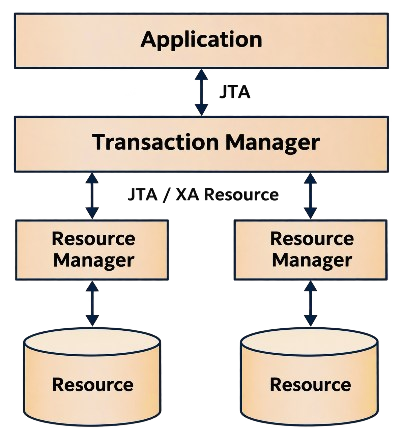 Application
JTA
Transaction Manager
JTA / XA Resource
Resource
Manager
Resource
Manager
Resource
Resource